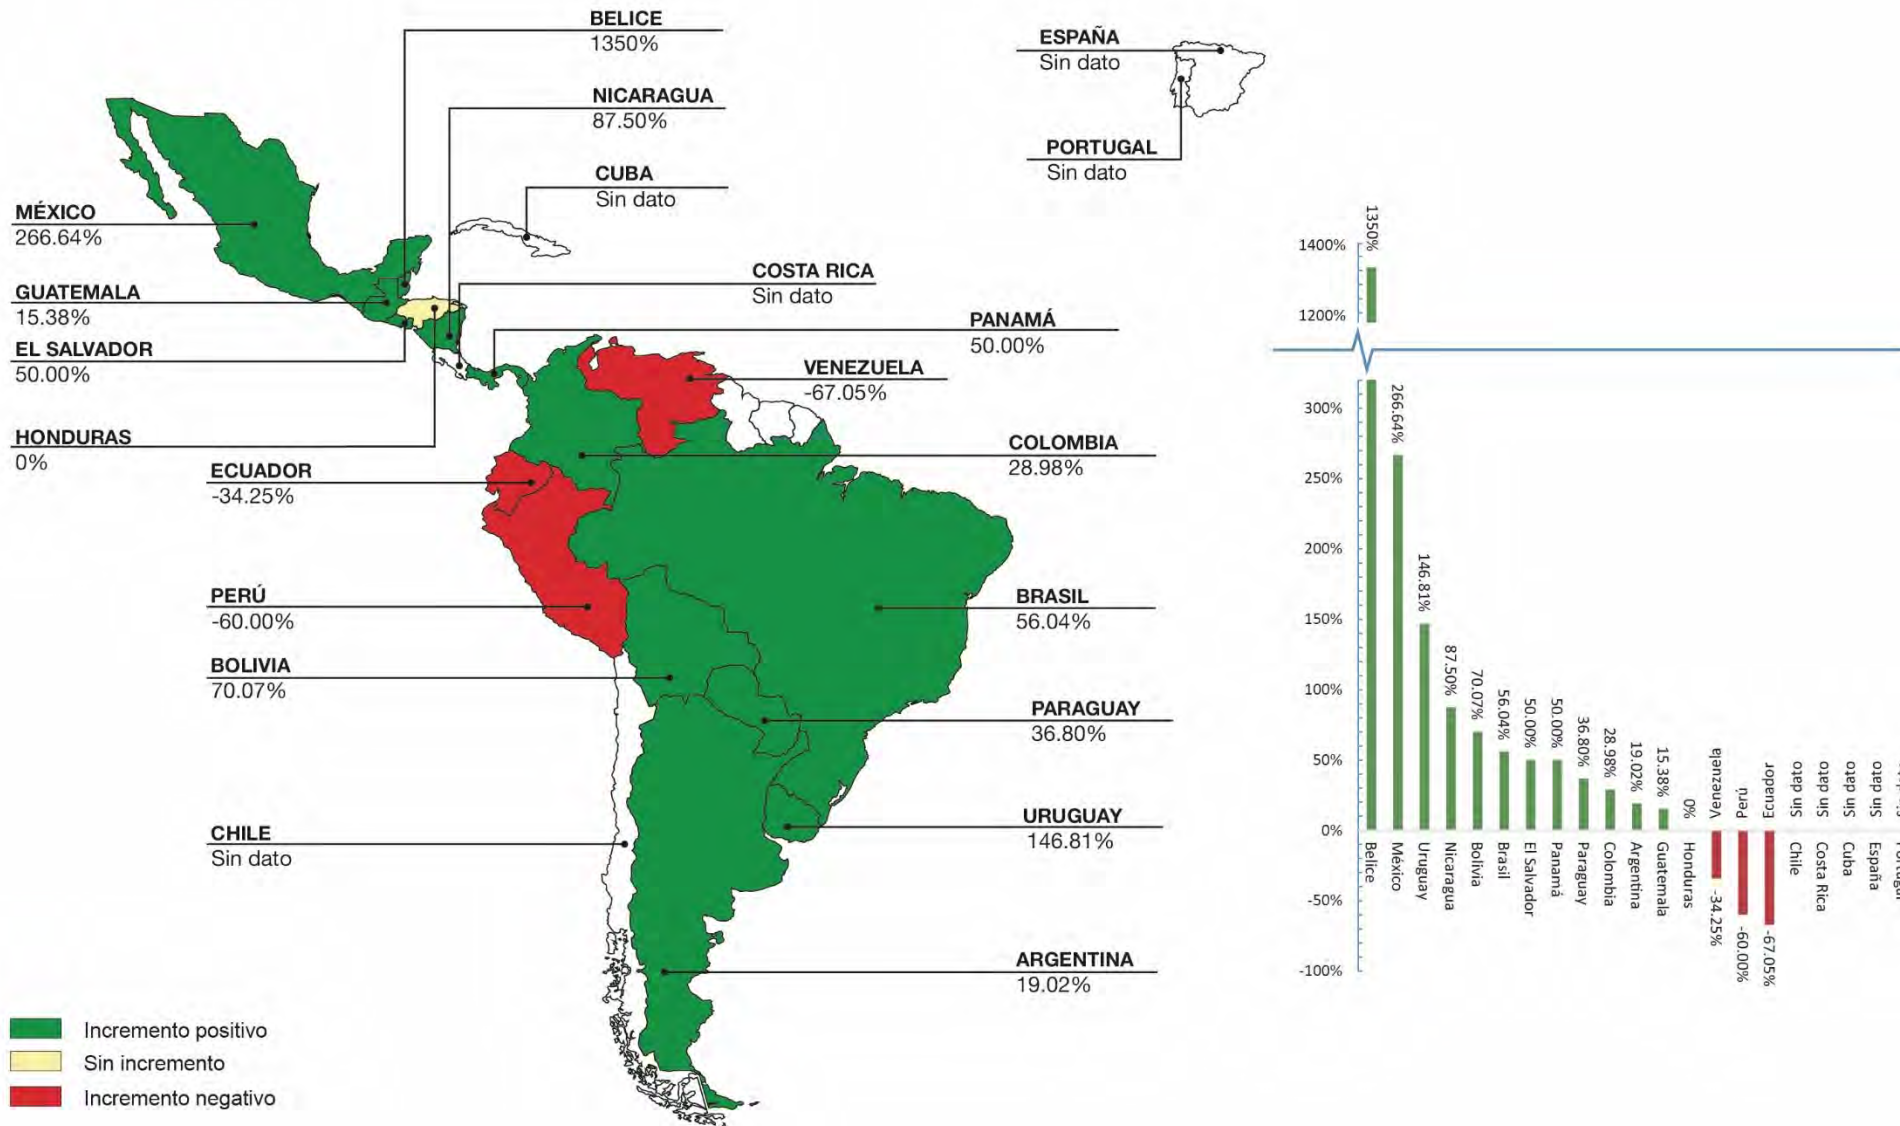 BELICE
1350%
NICARAGUA
87.50%
CUBA
Sin dato
ESPAÑA
Sin dato
PORTUGAL
Sin dato
MÉXICO
266.64%
GUATEMALA
15.38%
EL SALVADOR
50.00%
HONDURAS
0%
COSTA RICA
Sin dato
PANAMÁ
50.00%
VENEZUELA
-67.05%
COLOMBIA
28.98%
ECUADOR
-34.25%
PERÚ
-60.00%
BOLIVIA
70.07%
BRASIL
56.04%
PARAGUAY
36.80%
URUGUAY
146.81%
CHILE
Sin dato
ARGENTINA
19.02%
Incremento positivo
Sin incremento
Incremento negativo
1400%
1200%
300%
250%
200%
150%
100%
50%
0%
-50%
-100%
1350%
266.64%
146.81%
87.50%
70.07%
56.04%
50.00%
50.00%
36.80%
28.98%
19.02%
15.38%
0%
Venezuela
Perú
Ecuador
Sin dato
Sin dato
Sin dato
Sin dato
Belice
México
Uruguay
Nicaragua
Bolivia
Brasil
El Salvador
Panamá
Paraguay
Colombia
Argentina
Guatemala
Honduras
-34.25%
-60.00%
-67.05%
Chile
Costa Rica
Cuba
España
Portugal